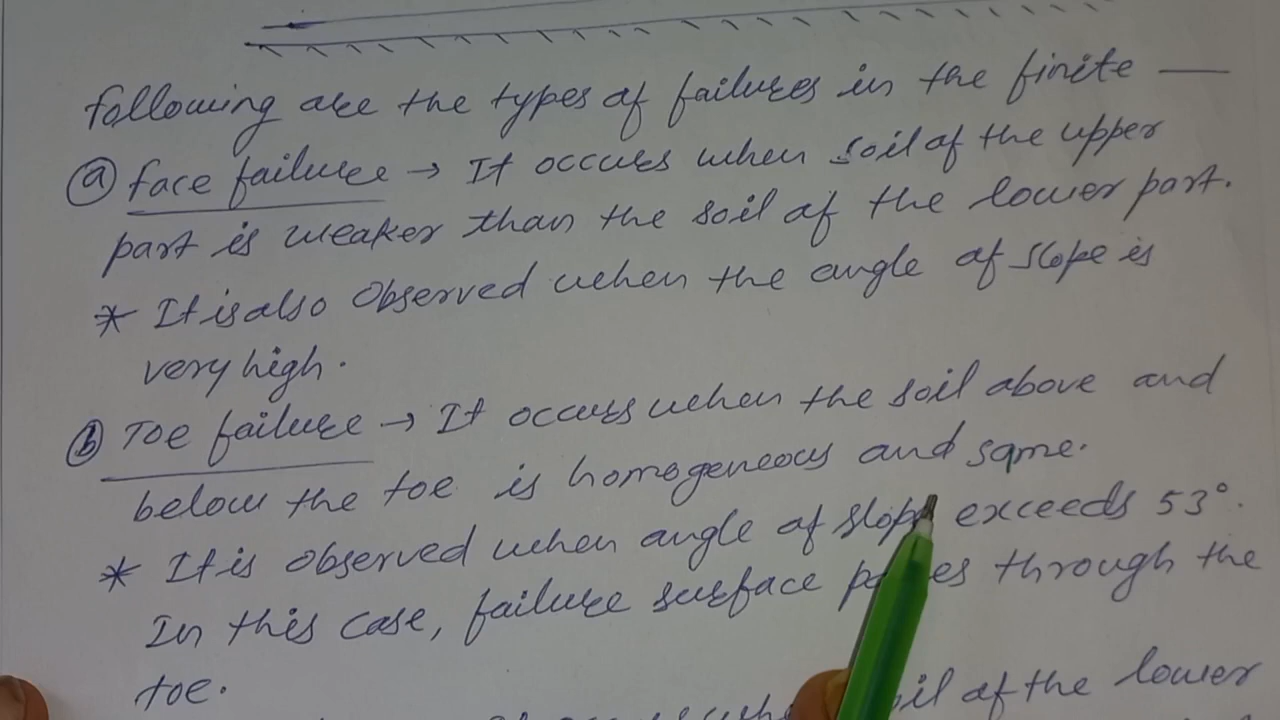 following are the types of failures in the finite —
ⓐ face failure → It occurs when soil of the upper
part is weaker than the soil of the lower part.
* It is also observed when the angle of slope is
very high.
ⓑ Toe failure → It occurs when the soil above and
below the toe is homogeneous and same.
* It is observed when angle of slope exceeds 53°.
In this case, failure surface through the
toe.
of the lower